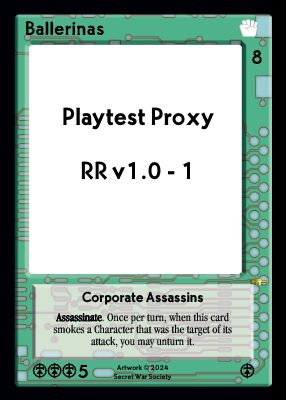 Ballerinas
8
Playtest Proxy
RR v1.0 - 1
Corporate Assassins
Assassinate. Once per turn, when this card
smokes a Character that was the target of its
attack, you may unturn it.
5
Artwork © 2024
Secret War Society